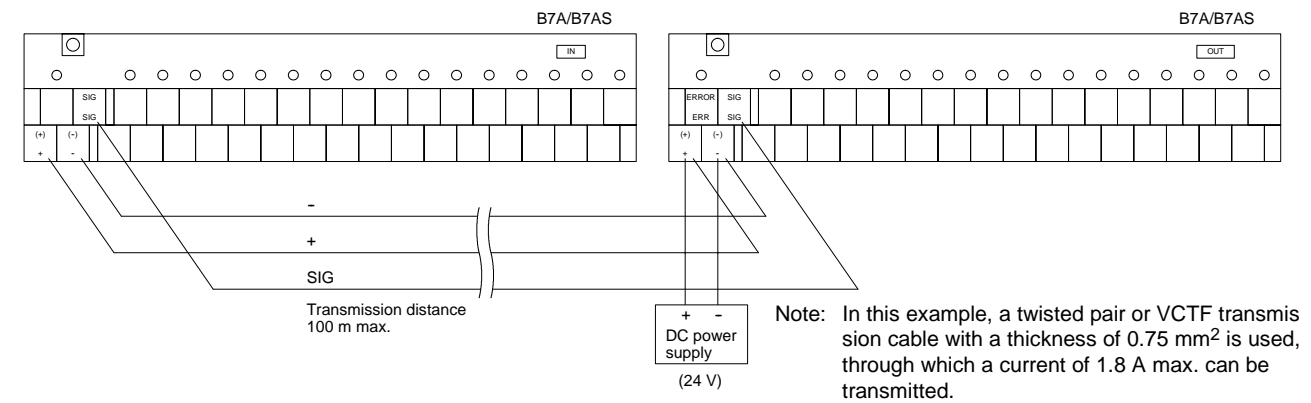 B7A/B7AS
B7A/B7AS
IN
OUT
SIG
SIG
(+) (-)
+ -
ERROR SIG
ERR SIG
(+) (-)
+ -
-
+
SIG
Transmission distance
100 m max.
+ -
DC power
supply
(24 V)
Note: In this example, a twisted pair or VCTF transmis
sion cable with a thickness of 0.75 mm² is used,
through which a current of 1.8 A max. can be
transmitted.